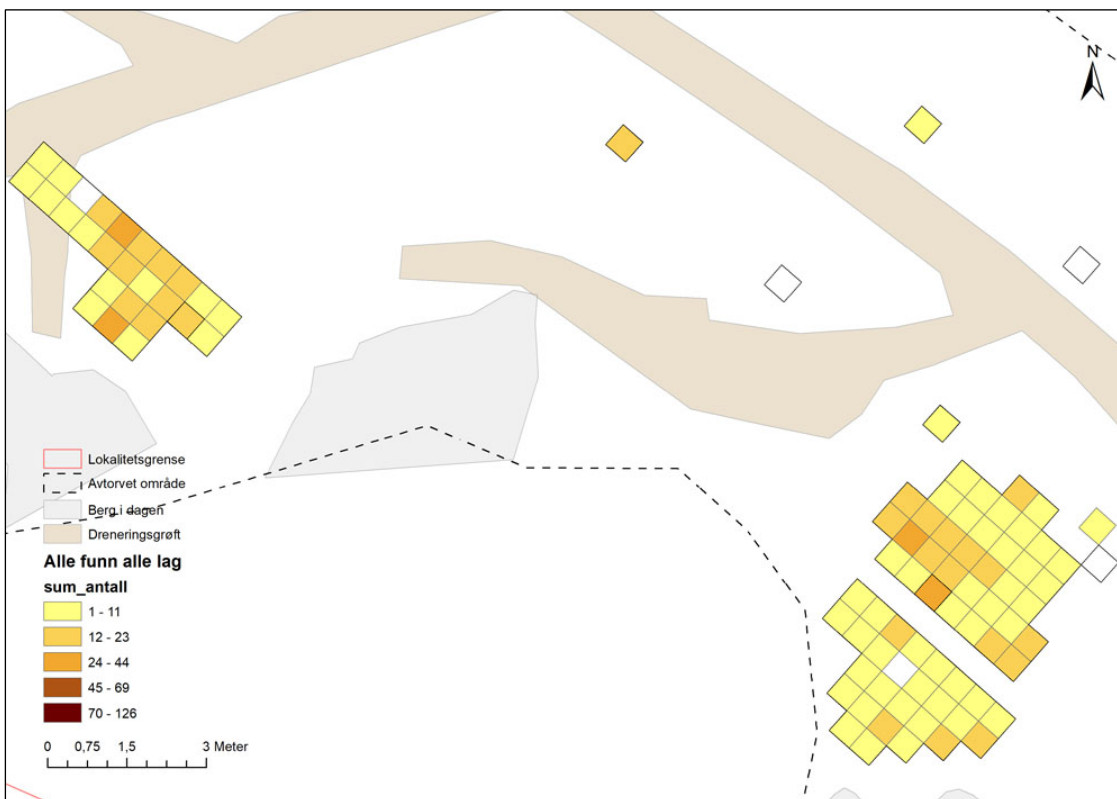 N
Lokalitetsgrense
Avtorvet område
Berg i dagen
Dreneringsgrøft
Alle funn alle lag
sum_antall
1 - 11
12 - 23
24 - 44
45 - 69
70 - 126
0 0,75 1,5 3 Meter